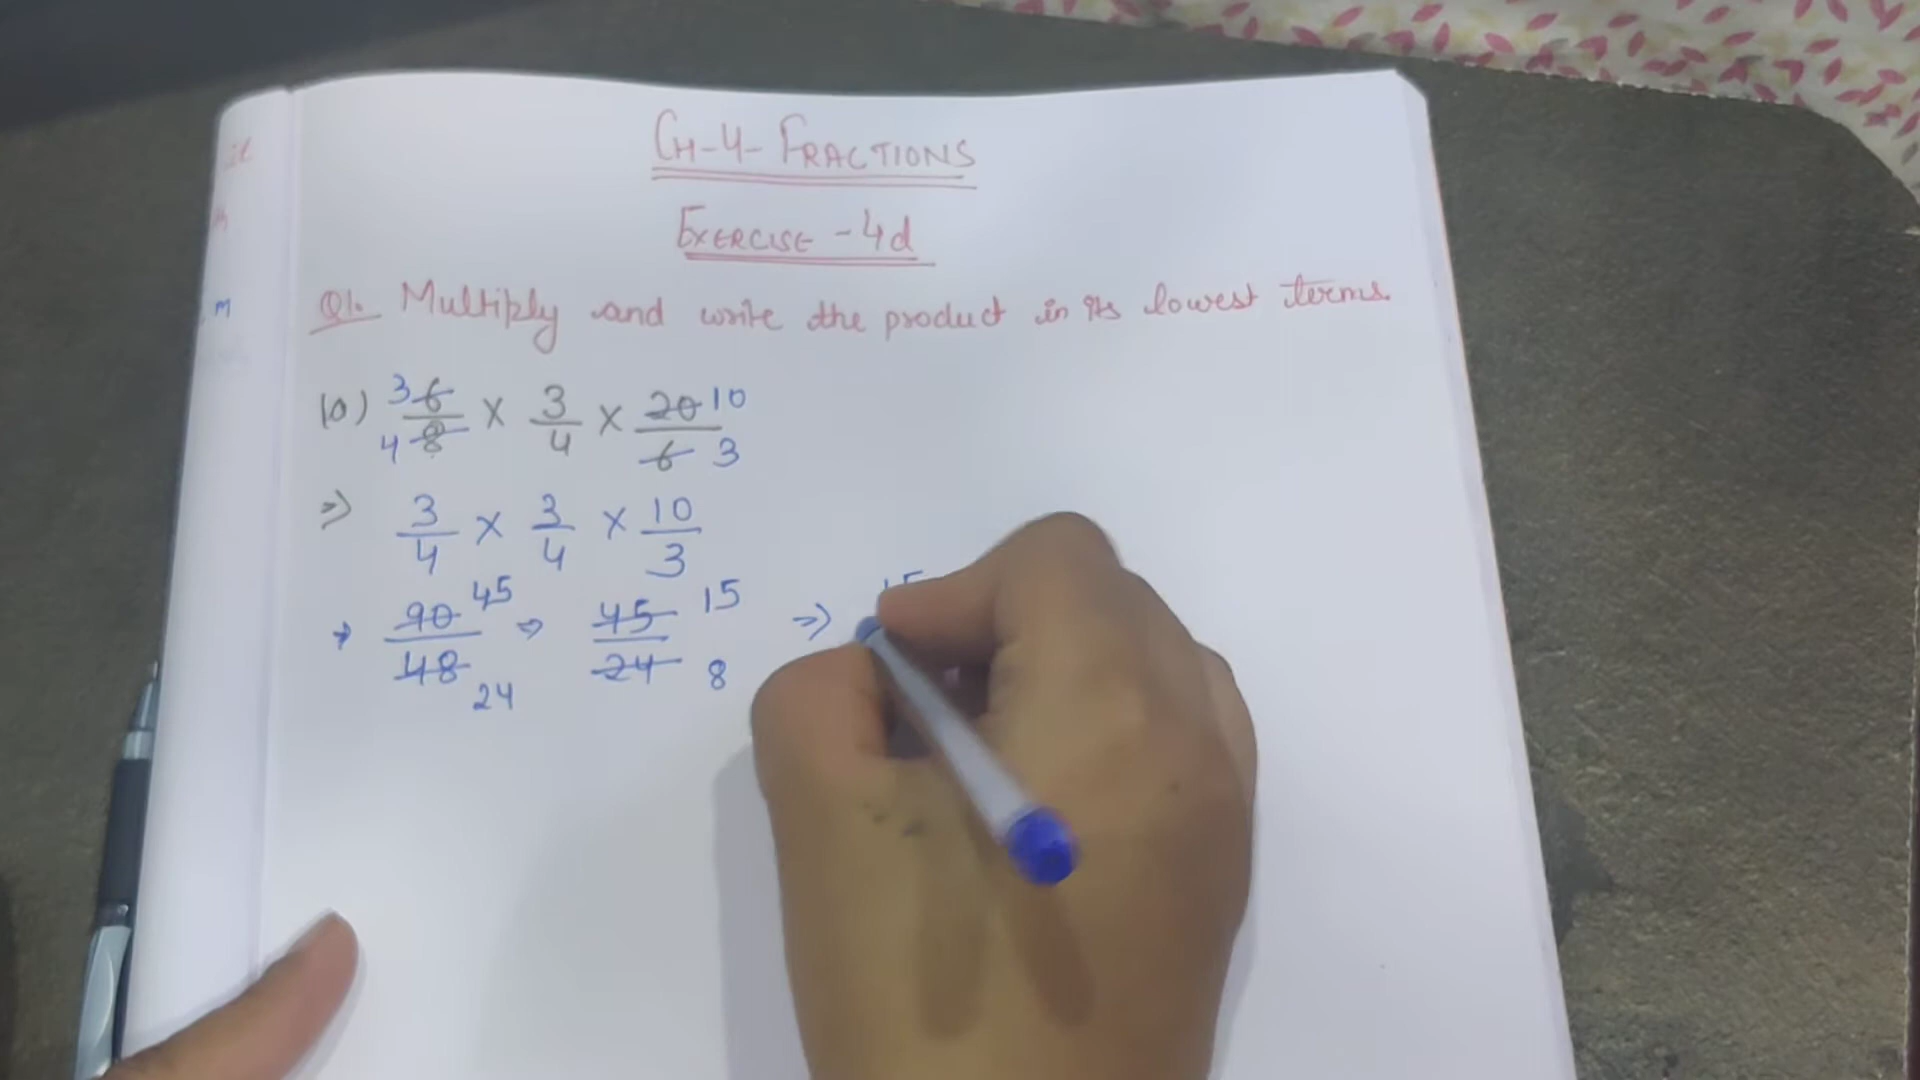 CH-4- FRACTIONS
EXERCISE - 4d
Q1. Multiply and write the product in its lowest terms.
10) 3 6/8 4 × 3/4 × 20/6 10 3
⇒ 3/4 × 3/4 × 10/3
⇒ 90/48 45 24 ⇒ 45/24 15 8 ⇒ 15
M